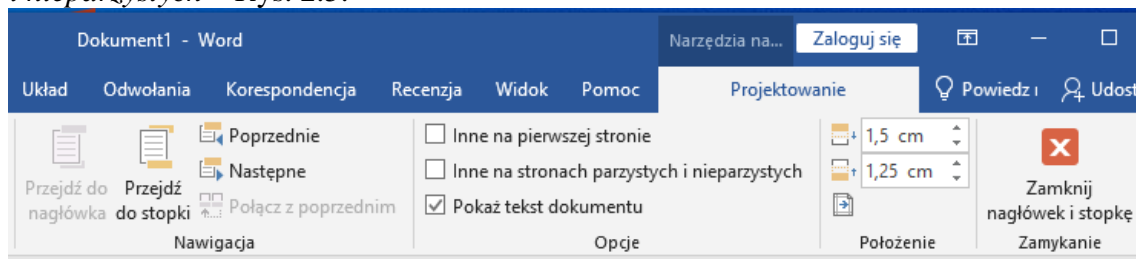 Dokument1 - Word Narzędzia na... Zaloguj się
Układ Odwołania Korespondencja Recenzja Widok Pomoc Projektowanie Powiedz i Udost
Przejdź do nagłówka
Przejdź do stopki
Poprzednie
Następne
Połącz z poprzednim
Nawigacja
Inne na pierwszej stronie
Inne na stronach parzystych i nieparzystych
Pokaż tekst dokumentu
Opcje
1,5 cm
1,25 cm
Położenie
Zamknij
nagłówek i stopkę
Zamykanie